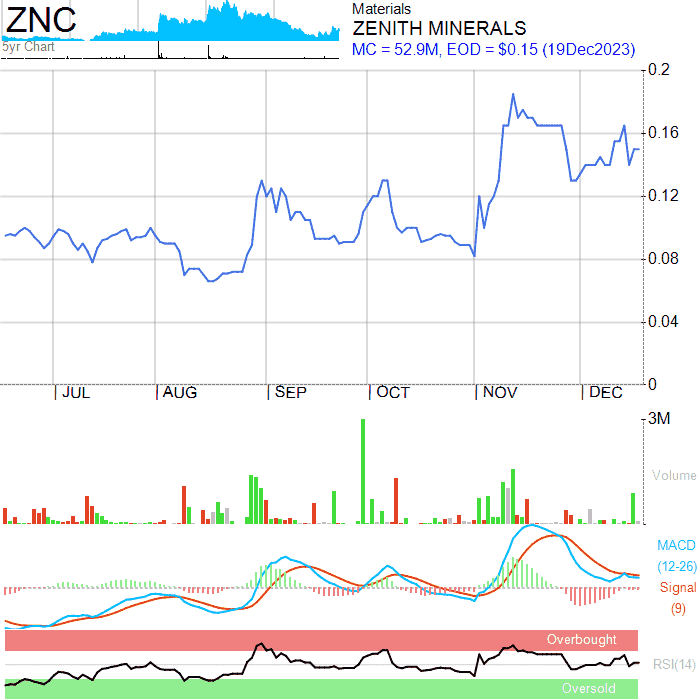 ZNC
5yr Chart
Materials
ZENITH MINERALS
MC = 52.9M, EOD = $0.15 (19Dec2023)
0.2
0.16
0.12
0.08
0.04
0
JUL AUG SEP OCT NOV DEC
3M
Volume
MACD
(12-26)
Signal
(9)
Overbought
RSI(14)
Oversold